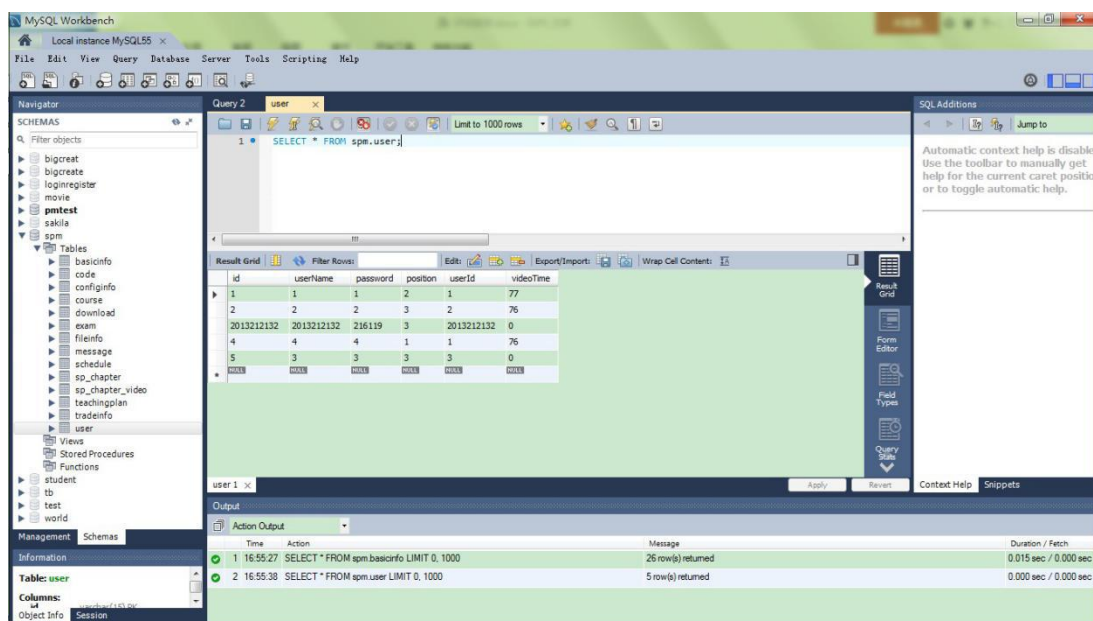 MySQL Workbench
Local instance MySQL55
File Edit View Query Database Server Tools Scripting Help
Navigator
SCHEMAS
Filter objects
bigcreat
bigcreate
loginregister
movie
pmtest
sakila
spm
Tables
basicinfo
code
configinfo
course
download
exam
fileinfo
message
schedule
sp_chapter
sp_chapter_video
teachingplan
tradeinfo
user
Views
Stored Procedures
Functions
student
tb
test
world
Management Schemas
Information
Table: user
Columns:
id varchar(15) PK
Object Info Session
Query 2 user
Limit to 1000 rows
1 SELECT * FROM spm.user;
Result Grid Filter Rows: Edit: Export/Import: Wrap Cell Content:
id userName password position userId videoTime
1 1 1 2 1 77
2 2 2 3 2 76
2013212132 2013212132 216119 3 2013212132 0
4 4 4 1 1 76
5 3 3 3 3 0
NULL NULL NULL NULL NULL NULL
Result Grid
Form Editor
Field Types
Query Stats
user 1 Apply Revert
SQL Additions
Jump to
Automatic context help is disable
Use the toolbar to manually get
help for the current caret positio
or to toggle automatic help.
Context Help Snippets
Output
Action Output
Time Action Message Duration / Fetch
1 16:55:27 SELECT * FROM spm.basicinfo LIMIT 0, 1000 26 row(s) returned 0.015 sec / 0.000 sec
2 16:55:38 SELECT * FROM spm.user LIMIT 0, 1000 5 row(s) returned 0.000 sec / 0.000 sec